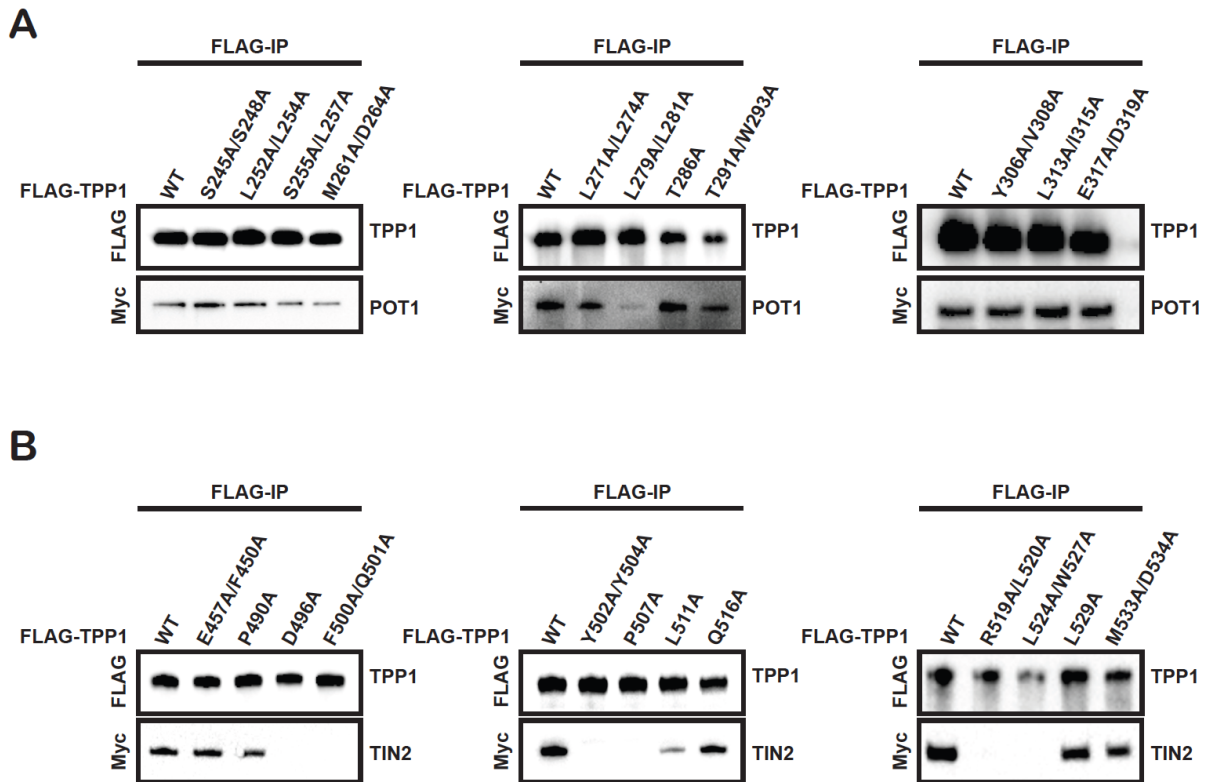 A
FLAG-IP
FLAG-TPP1
WT
S245A/S248A
L252A/L254A
S255A/L257A
M261A/D264A
FLAG
TPP1
Myc
POT1
FLAG-IP
FLAG-TPP1
WT
L271A/L274A
L279A/L281A
T286A
T291A/W293A
FLAG
TPP1
Myc
POT1
FLAG-IP
FLAG-TPP1
WT
Y306A/V308A
L313A/I315A
E317A/D319A
FLAG
TPP1
Myc
POT1
B
FLAG-IP
FLAG-TPP1
WT
E457A/F450A
P490A
D496A
F500A/Q501A
FLAG
TPP1
Myc
TIN2
FLAG-IP
FLAG-TPP1
WT
Y502A/Y504A
P507A
L511A
Q516A
FLAG
TPP1
Myc
TIN2
FLAG-IP
FLAG-TPP1
WT
R519A/L520A
L524A/W527A
L529A
M533A/D534A
FLAG
TPP1
Myc
TIN2